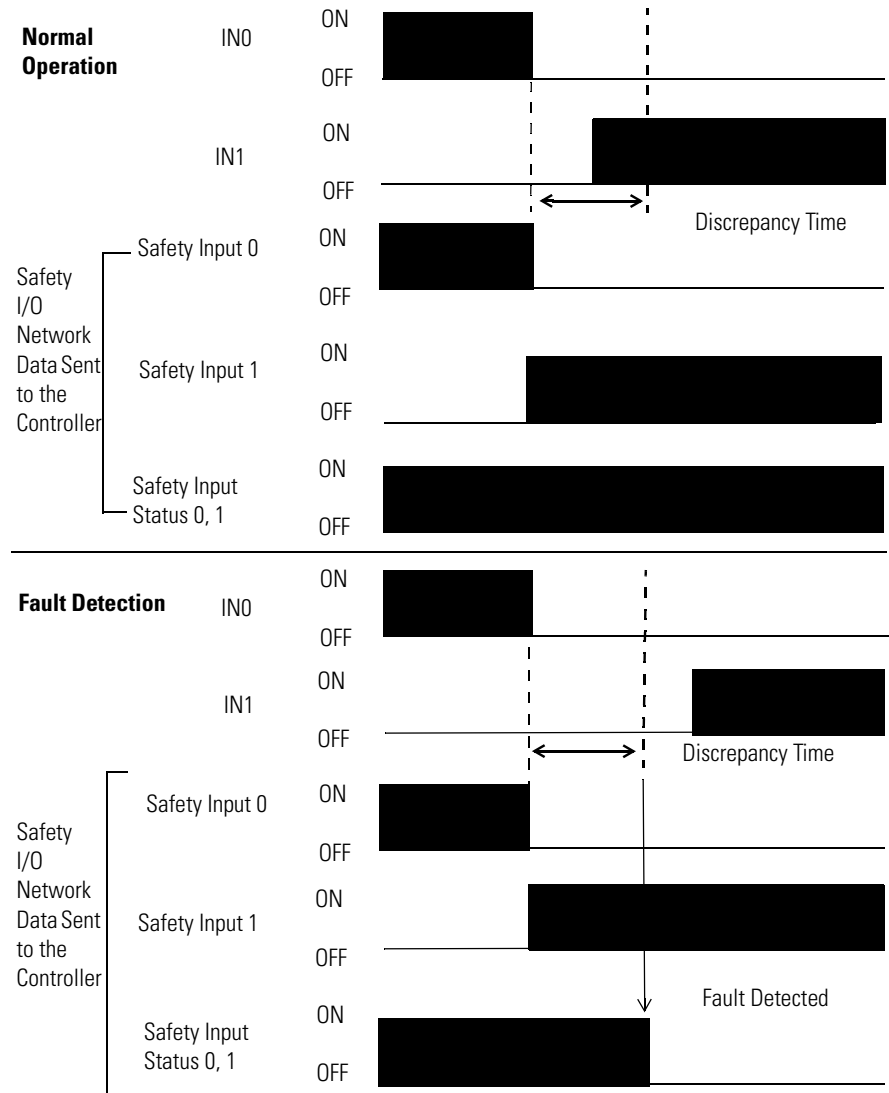 Normal
Operation
IN0
ON
OFF
IN1
ON
OFF
Discrepancy Time
Safety
I/O
Network
Data Sent
to the
Controller
Safety Input 0
ON
OFF
Safety Input 1
ON
OFF
Safety Input
Status 0, 1
ON
OFF
Fault Detection
IN0
ON
OFF
IN1
ON
OFF
Discrepancy Time
Safety
I/O
Network
Data Sent
to the
Controller
Safety Input 0
ON
OFF
Safety Input 1
ON
OFF
Fault Detected
Safety Input
Status 0, 1
ON
OFF